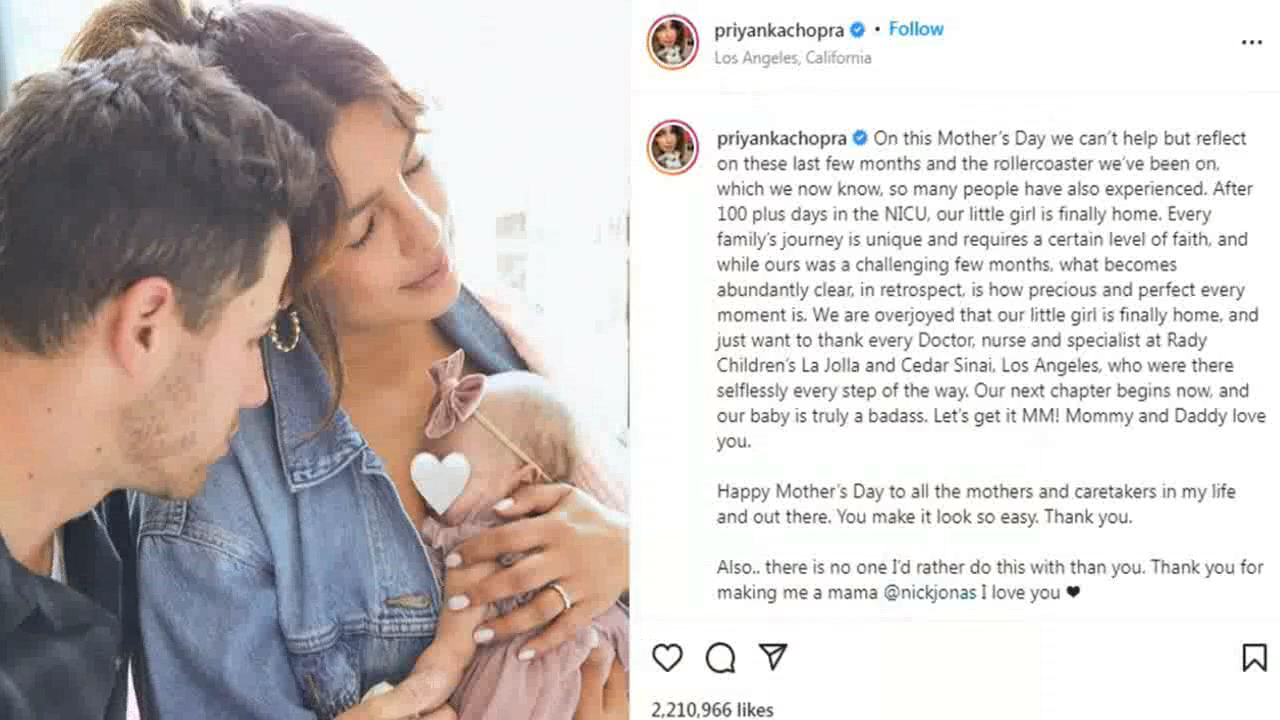 priyankachopra • Follow
Los Angeles, California
priyankachopra On this Mother's Day we can't help but reflect
on these last few months and the rollercoaster we've been on,
which we now know, so many people have also experienced. After
100 plus days in the NICU, our little girl is finally home. Every
family's journey is unique and requires a certain level of faith, and
while ours was a challenging few months, what becomes
abundantly clear, in retrospect, is how precious and perfect every
moment is. We are overjoyed that our little girl is finally home, and
just want to thank every Doctor, nurse and specialist at Rady
Children's La Jolla and Cedar Sinai, Los Angeles, who were there
selflessly every step of the way. Our next chapter begins now, and
our baby is truly a badass. Let's get it MM! Mommy and Daddy love
you.
Happy Mother's Day to all the mothers and caretakers in my life
and out there. You make it look so easy. Thank you.
Also.. there is no one I'd rather do this with than you. Thank you for
making me a mama @nickjonas I love you ❤
2,210,966 likes